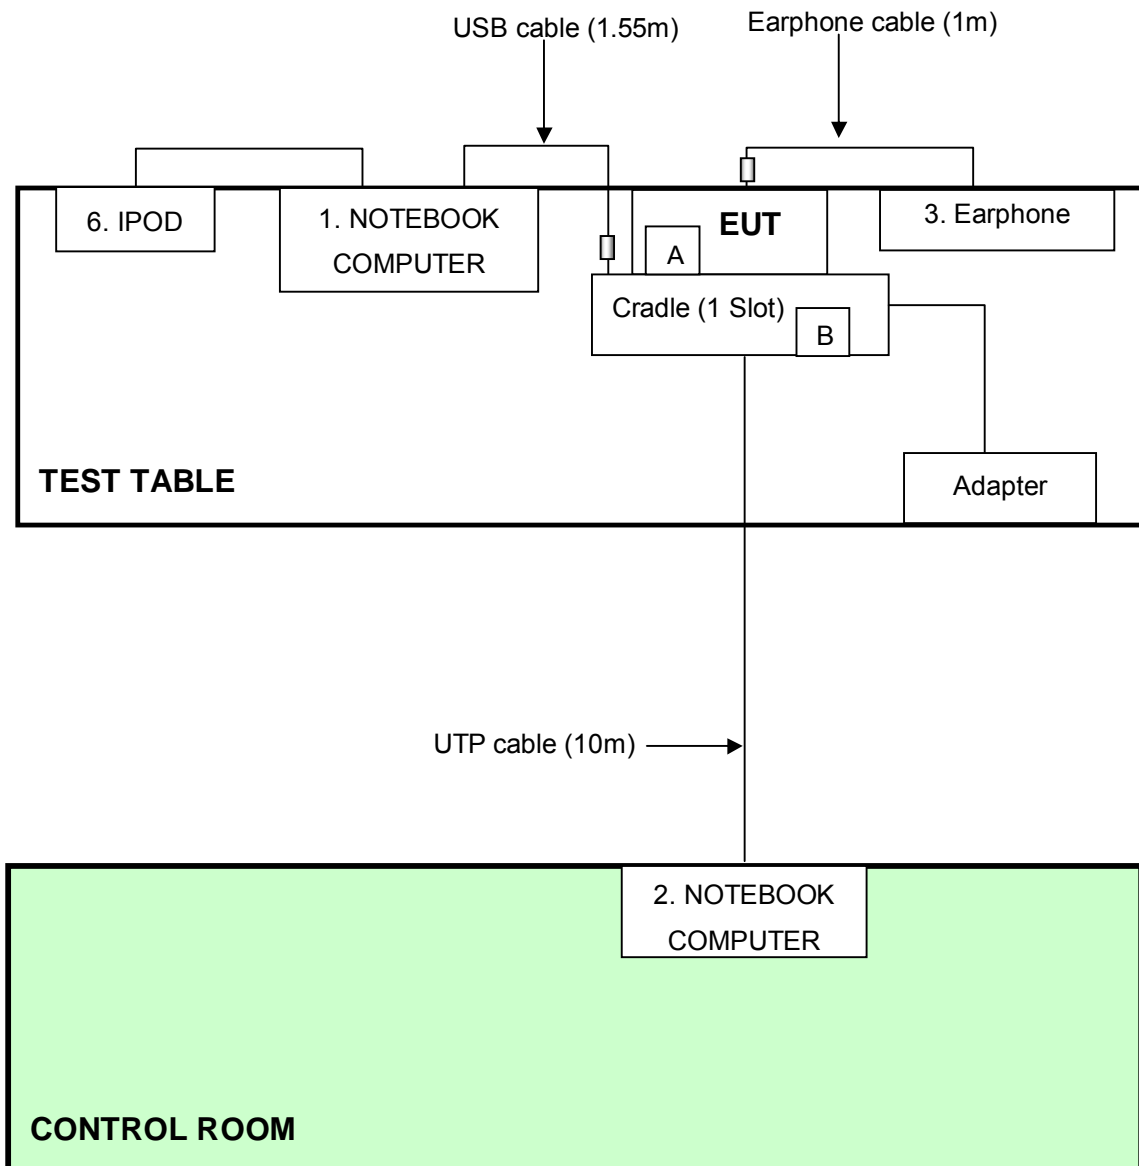 USB cable (1.55m)
Earphone cable (1m)
6. IPOD
1. NOTEBOOK
COMPUTER
EUT
3. Earphone
A
Cradle (1 Slot)
B
TEST TABLE
Adapter
UTP cable (10m)
2. NOTEBOOK
COMPUTER
CONTROL ROOM